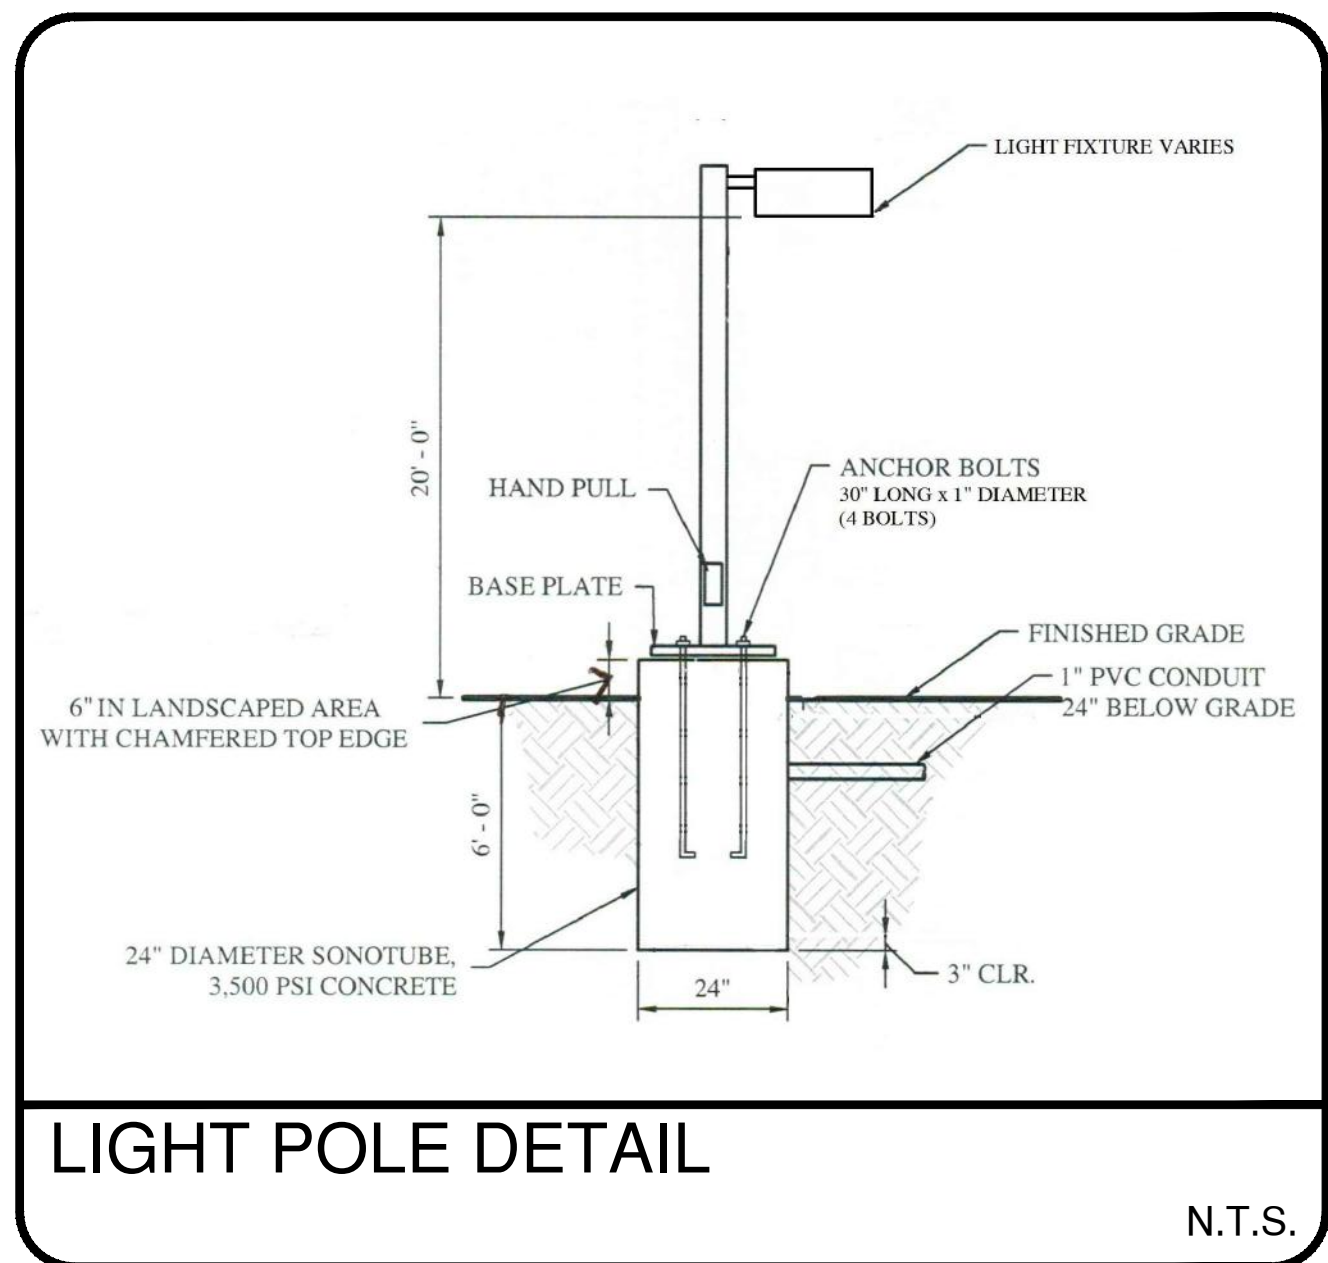 LIGHT FIXTURE VARIES
20' - 0"
HAND PULL
ANCHOR BOLTS
30" LONG x 1" DIAMETER
(4 BOLTS)
BASE PLATE
FINISHED GRADE
1" PVC CONDUIT
24" BELOW GRADE
6" IN LANDSCAPED AREA
WITH CHAMFERED TOP EDGE
6' - 0"
24" DIAMETER SONOTUBE,
3,500 PSI CONCRETE
24"
3" CLR.
LIGHT POLE DETAIL
N.T.S.